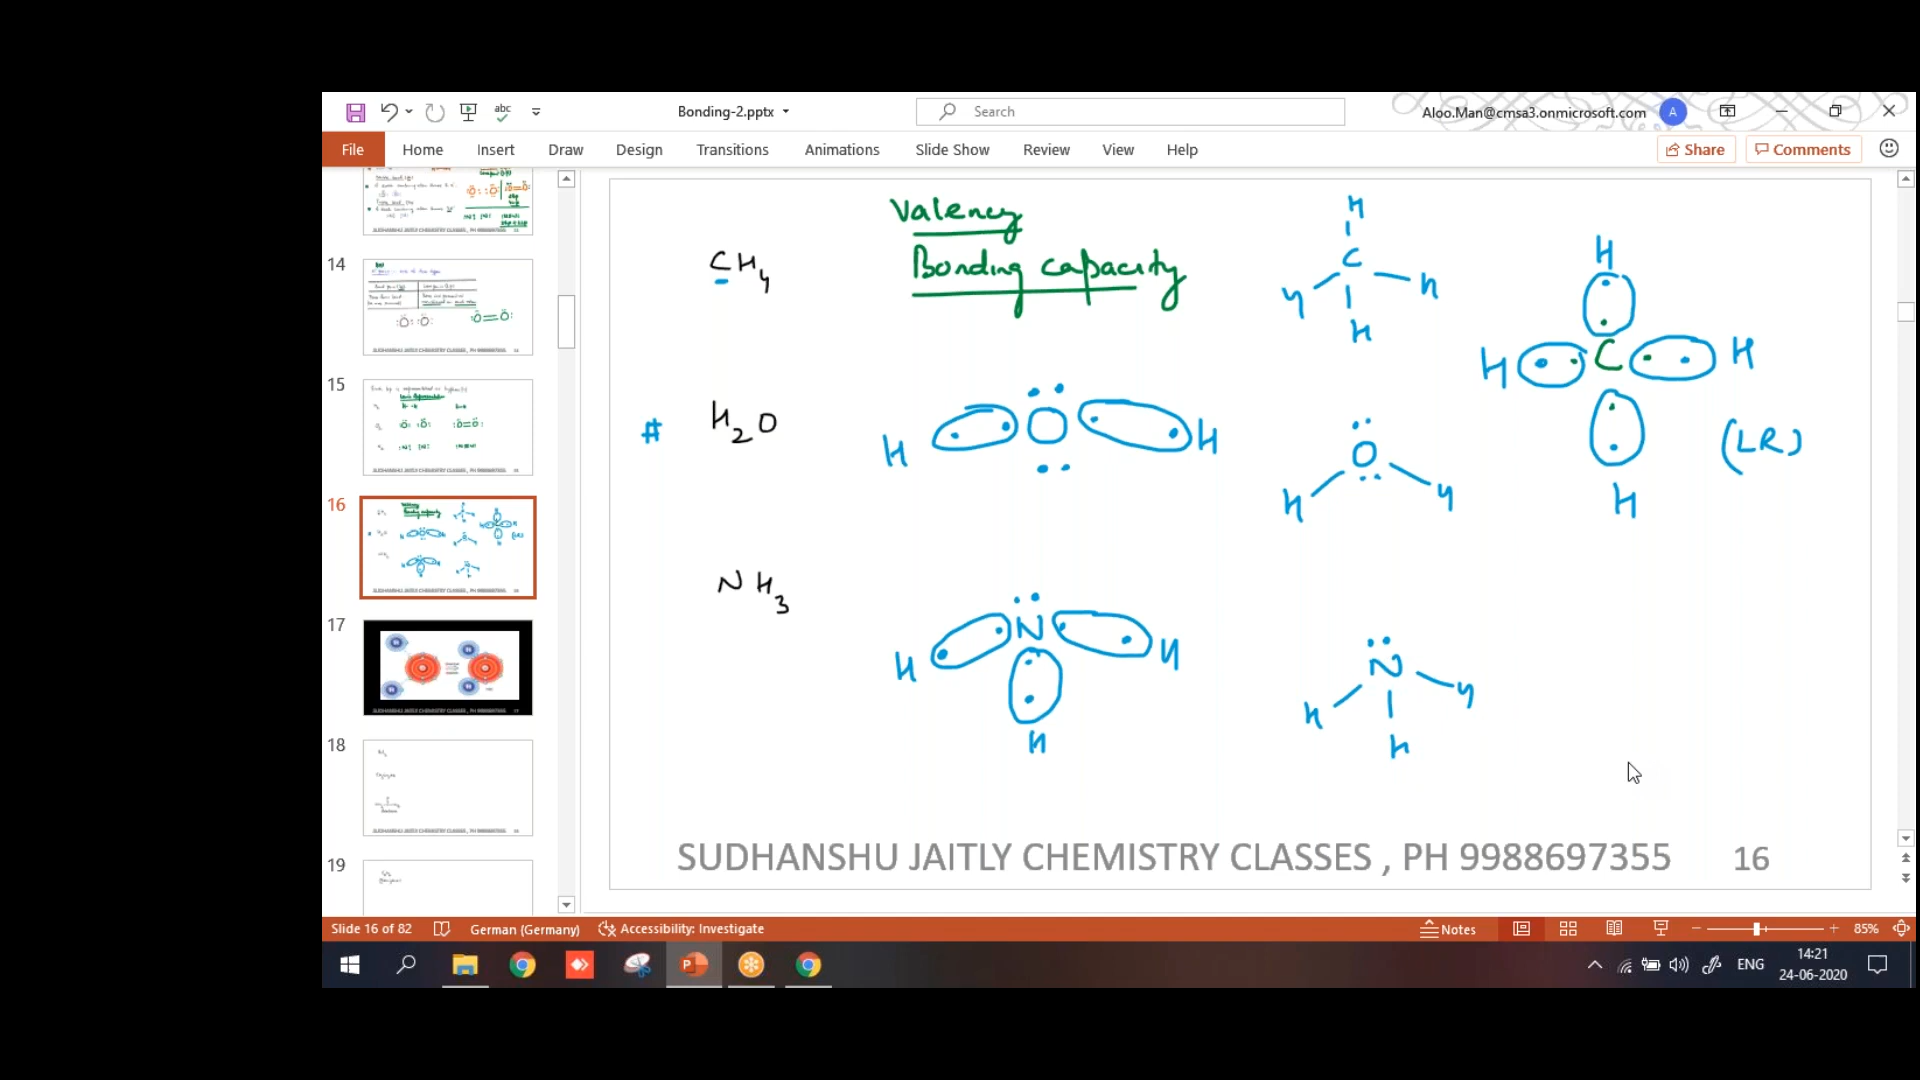 Bonding-2.pptx
Search
Aloo.Man@cmsa3.onmicrosoft.com
A
File Home Insert Draw Design Transitions Animations Slide Show Review View Help
Share Comments
14
15
16
17
18
19
Valency
Bonding capacity
CH4
H
C
H H
H
H
H C H
H
(LR)
# H2O
H O H
O
H H
NH3
H N H
H
N
H H
H
SUDHANSHU JAITLY CHEMISTRY CLASSES , PH 9988697355 16
Slide 16 of 82 German (Germany) Accessibility: Investigate Notes 85%
ENG 14:21
24-06-2020